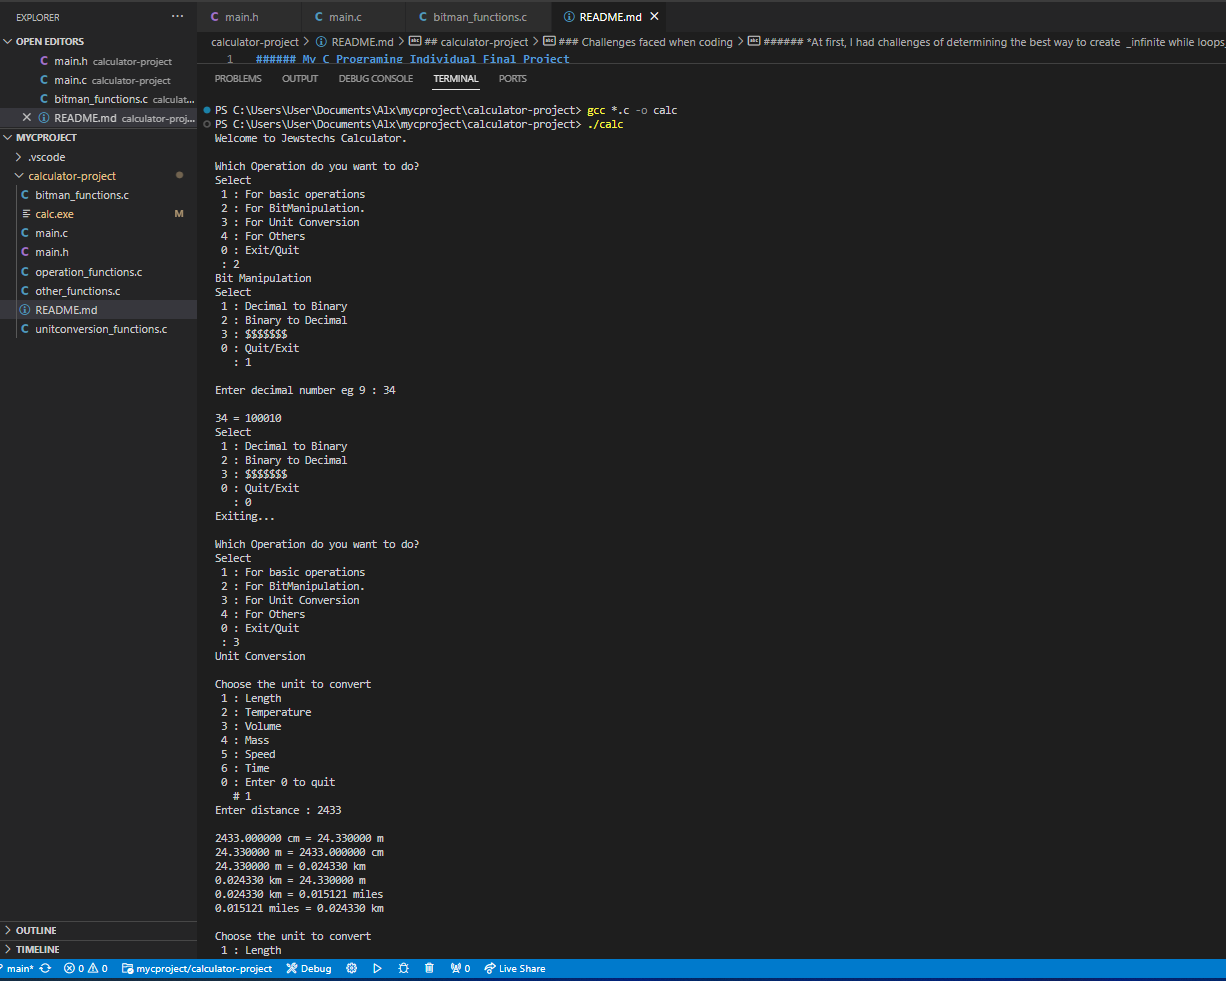 EXPLORER ...
OPEN EDITORS
main.h calculator-project
main.c calculator-project
bitman_functions.c calculat...
README.md calculator-proj...
MYCPROJECT
.vscode
calculator-project
bitman_functions.c
calc.exe M
main.c
main.h
operation_functions.c
other_functions.c
README.md
unitconversion_functions.c
OUTLINE
TIMELINE
main.h main.c bitman_functions.c README.md
calculator-project > README.md > ## calculator-project > ### Challenges faced when coding > ###### *At first, I had challenges of determining the best way to create _infinite while loops
1 ###### My C Programing Individual Final Project
PROBLEMS OUTPUT DEBUG CONSOLE TERMINAL PORTS
PS C:\Users\User\Documents\Alx\mycproject\calculator-project> gcc *.c -o calc
PS C:\Users\User\Documents\Alx\mycproject\calculator-project> ./calc
Welcome to Jewstechs Calculator.
Which Operation do you want to do?
Select
1 : For basic operations
2 : For BitManipulation.
3 : For Unit Conversion
4 : For Others
0 : Exit/Quit
: 2
Bit Manipulation
Select
1 : Decimal to Binary
2 : Binary to Decimal
3 : $$$$$$$
0 : Quit/Exit
: 1
Enter decimal number eg 9 : 34
34 = 100010
Select
1 : Decimal to Binary
2 : Binary to Decimal
3 : $$$$$$$
0 : Quit/Exit
: 0
Exiting...
Which Operation do you want to do?
Select
1 : For basic operations
2 : For BitManipulation.
3 : For Unit Conversion
4 : For Others
0 : Exit/Quit
: 3
Unit Conversion
Choose the unit to convert
1 : Length
2 : Temperature
3 : Volume
4 : Mass
5 : Speed
6 : Time
0 : Enter 0 to quit
# 1
Enter distance : 2433
2433.000000 cm = 24.330000 m
24.330000 m = 2433.000000 cm
24.330000 m = 0.024330 km
0.024330 km = 24.330000 m
0.024330 km = 0.015121 miles
0.015121 miles = 0.024330 km
Choose the unit to convert
1 : Length
main* 0 0 mycproject/calculator-project Debug 0 Live Share